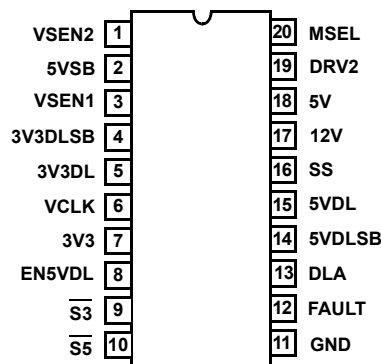 VSEN2 1
5VSB 2
VSEN1 3
3V3DLSB 4
3V3DL 5
VCLK 6
3V3 7
EN5VDL 8
S̅3̅ 9
S̅5̅ 10
20 MSEL
19 DRV2
18 5V
17 12V
16 SS
15 5VDL
14 5VDLSB
13 DLA
12 FAULT
11 GND